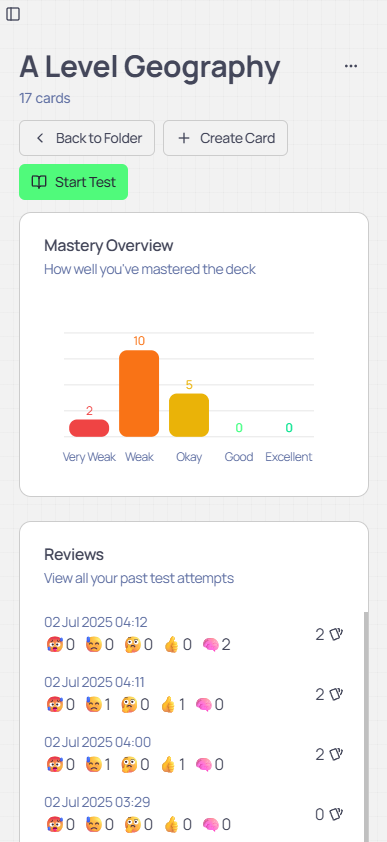 A Level Geography
17 cards
Back to Folder
Create Card
Start Test
Mastery Overview
How well you've mastered the deck
10
5
2
0
0
Very Weak Weak Okay Good Excellent
Reviews
View all your past test attempts
02 Jul 2025 04:12
🥵0 😓0 🤔0 👍0 🧠2
2
02 Jul 2025 04:11
🥵0 😓1 🤔0 👍1 🧠0
2
02 Jul 2025 04:00
🥵0 😓1 🤔0 👍1 🧠0
2
02 Jul 2025 03:29
🥵0 😓0 🤔0 👍0 🧠0
0